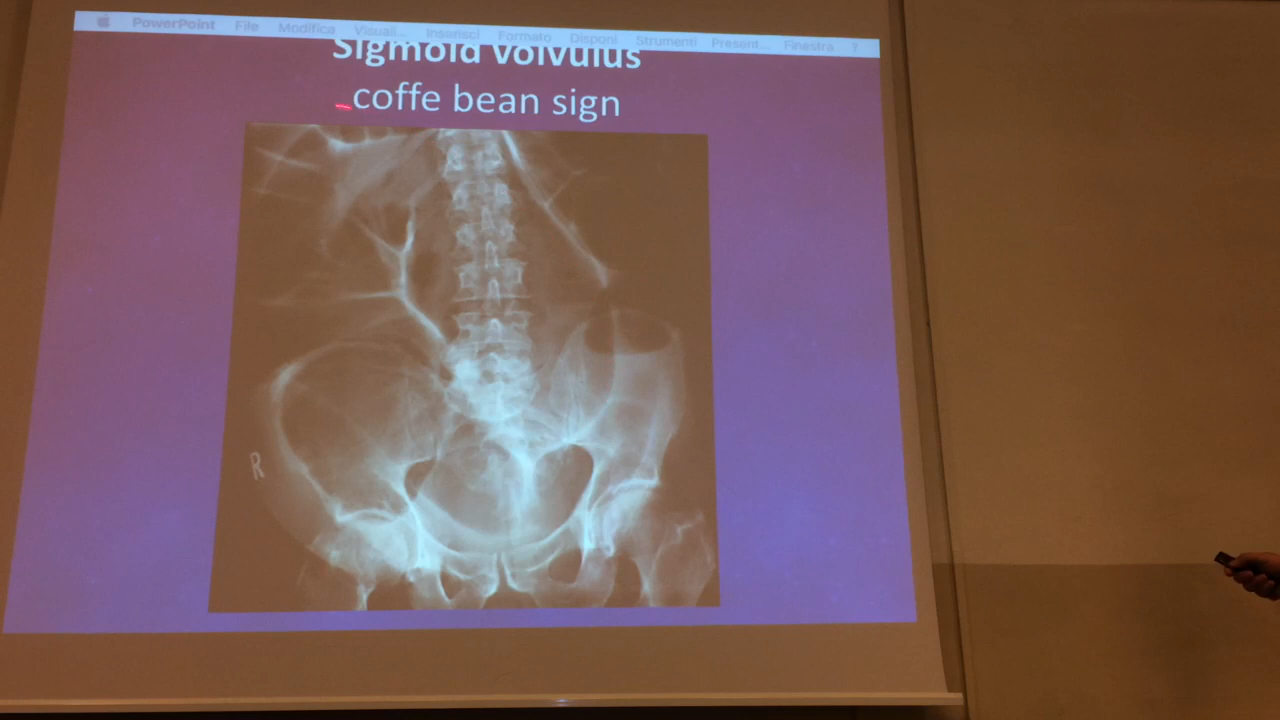 PowerPoint File Modifica Visuali... Inserisci Formato Disponi Strumenti Present... Finestra ?
Sigmoid Volvulus
coffe bean sign
R